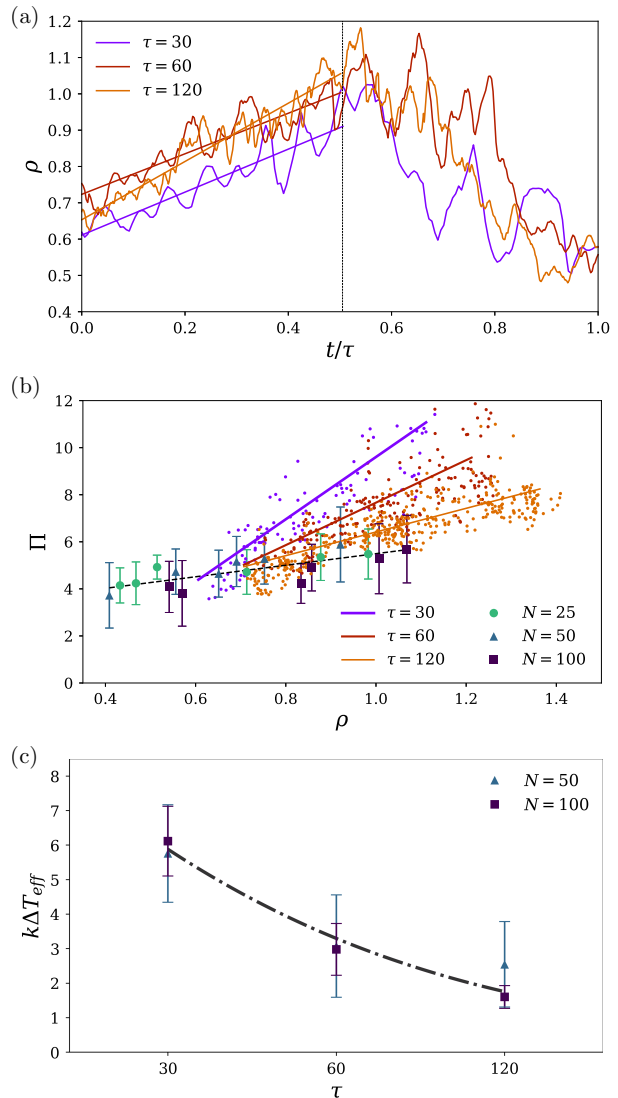 (a)
1.2
1.1
1.0
0.9
0.8
0.7
0.6
0.5
0.4
ρ
τ = 30
τ = 60
τ = 120
0.0 0.2 0.4 0.6 0.8 1.0
t/τ
(b)
12
10
8
6
4
2
0
Π
τ = 30 N = 25
τ = 60 N = 50
τ = 120 N = 100
0.4 0.6 0.8 1.0 1.2 1.4
ρ
(c)
8
7
6
5
4
3
2
1
0
kΔT_eff
N = 50
N = 100
30 60 120
τ